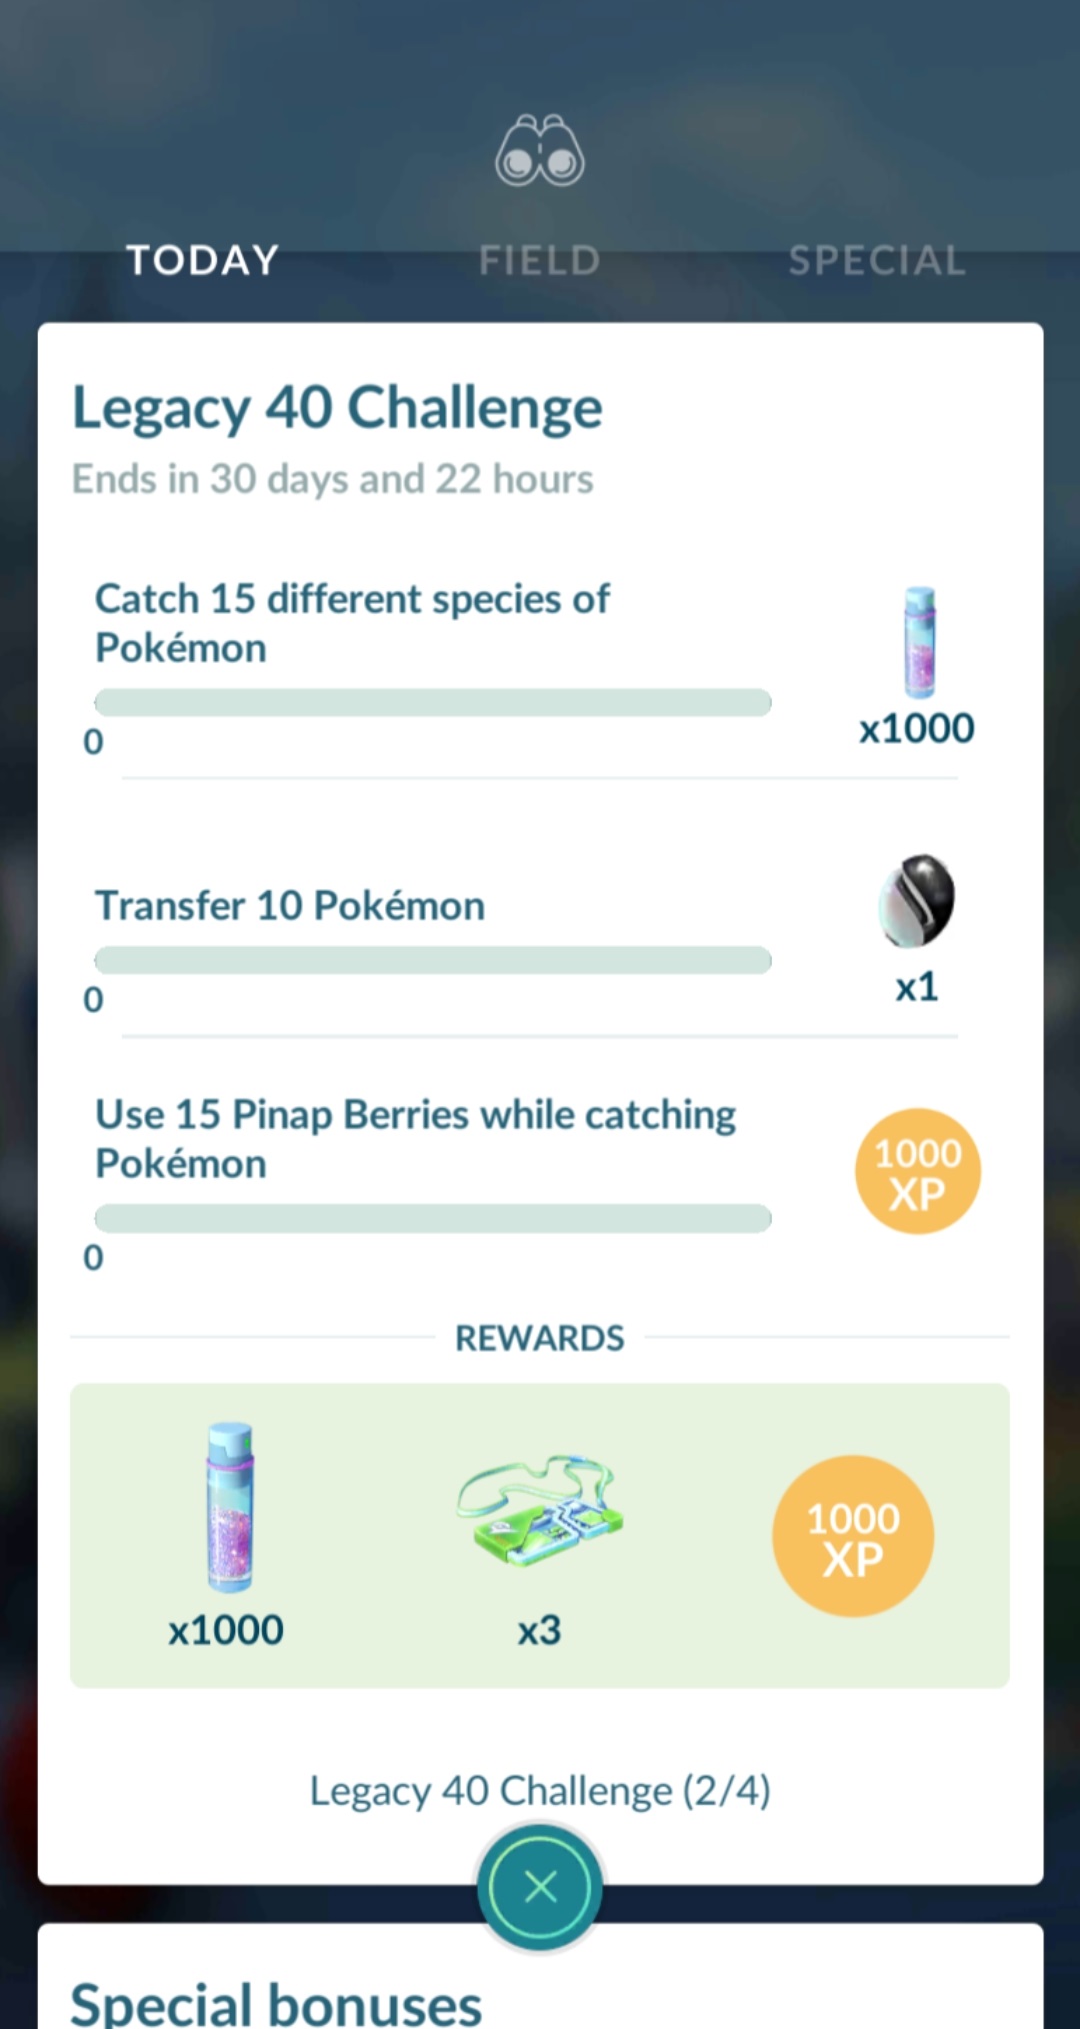 TODAY
FIELD
SPECIAL
Legacy 40 Challenge
Ends in 30 days and 22 hours
Catch 15 different species of
Pokémon
0
x1000
Transfer 10 Pokémon
0
x1
Use 15 Pinap Berries while catching
Pokémon
0
1000
XP
REWARDS
x1000
x3
1000
XP
Legacy 40 Challenge (2/4)
Special bonuses